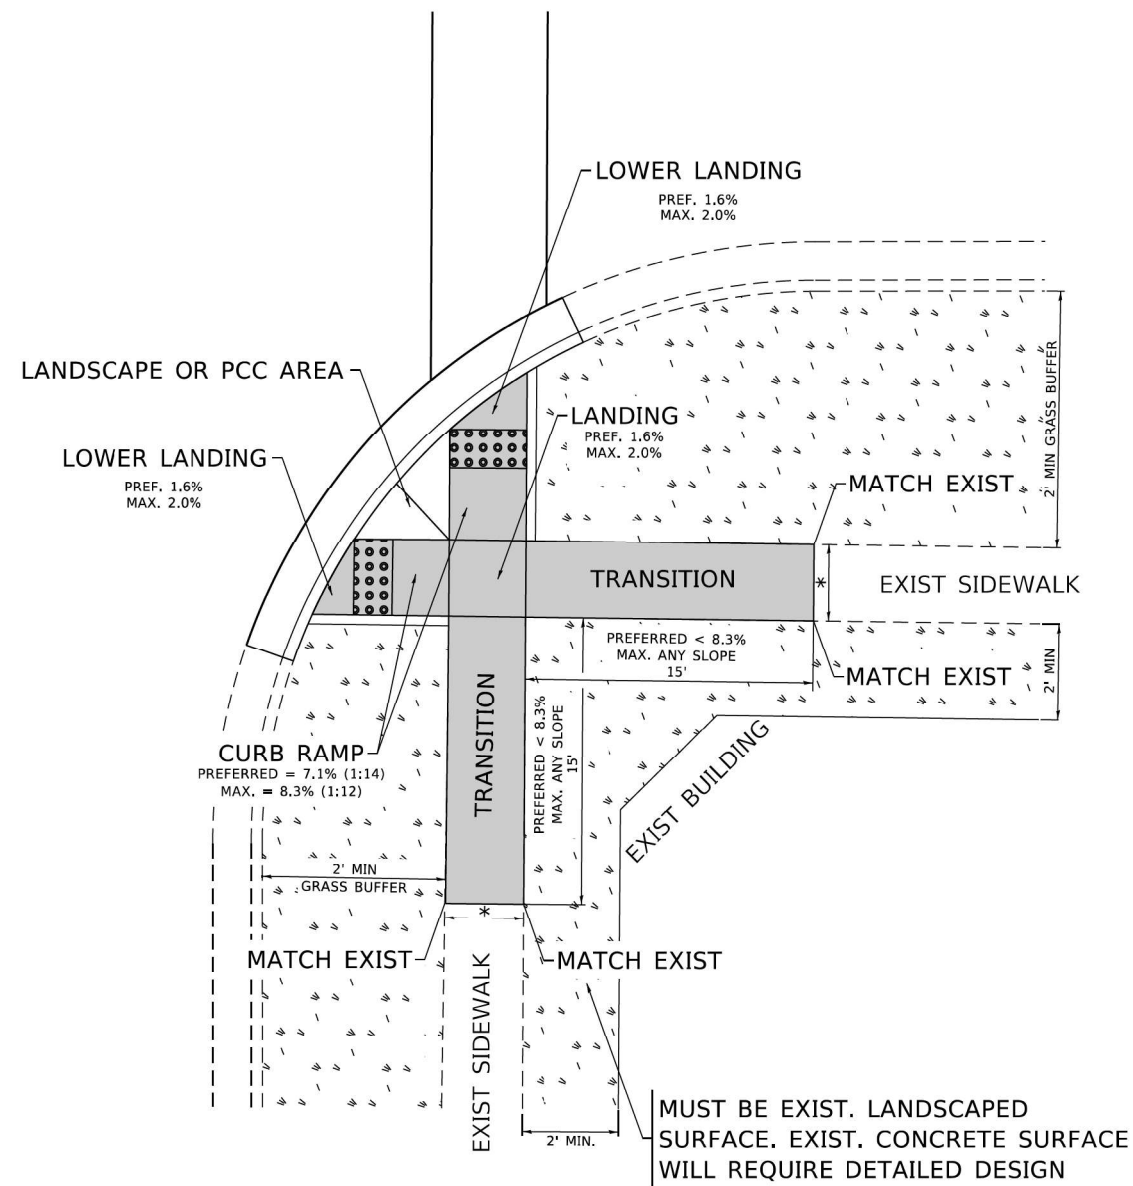 LOWER LANDING
PREF. 1.6%
MAX. 2.0%
LANDSCAPE OR PCC AREA
LANDING
PREF. 1.6%
MAX. 2.0%
LOWER LANDING
PREF. 1.6%
MAX. 2.0%
2' MIN GRASS BUFFER
MATCH EXIST
TRANSITION
*
EXIST SIDEWALK
PREFERRED < 8.3%
MAX. ANY SLOPE
15'
MATCH EXIST
2' MIN
TRANSITION
PREFERRED < 8.3%
MAX. ANY SLOPE
15'
CURB RAMP
PREFERRED = 7.1% (1:14)
MAX. = 8.3% (1:12)
EXIST BUILDING
2' MIN
GRASS BUFFER
*
MATCH EXIST
MATCH EXIST
EXIST SIDEWALK
2' MIN.
MUST BE EXIST. LANDSCAPED
SURFACE. EXIST. CONCRETE SURFACE
WILL REQUIRE DETAILED DESIGN